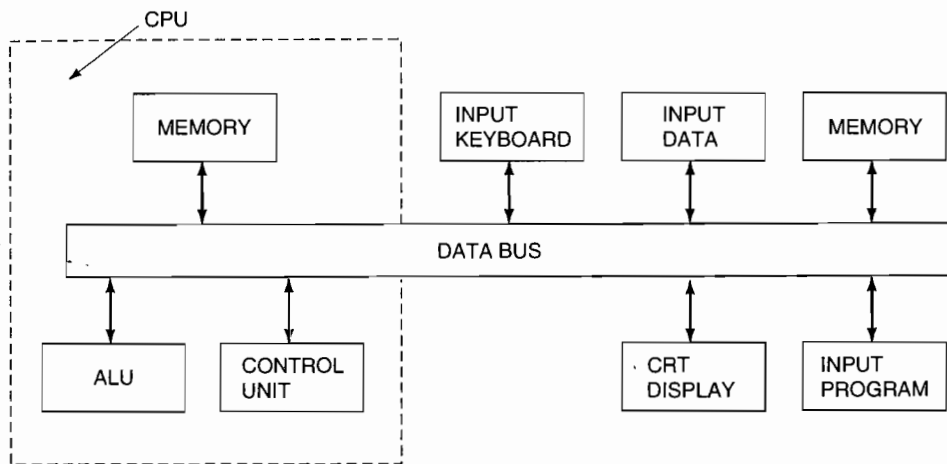 CPU
MEMORY
INPUT
KEYBOARD
INPUT
DATA
MEMORY
DATA BUS
ALU
CONTROL
UNIT
CRT
DISPLAY
INPUT
PROGRAM